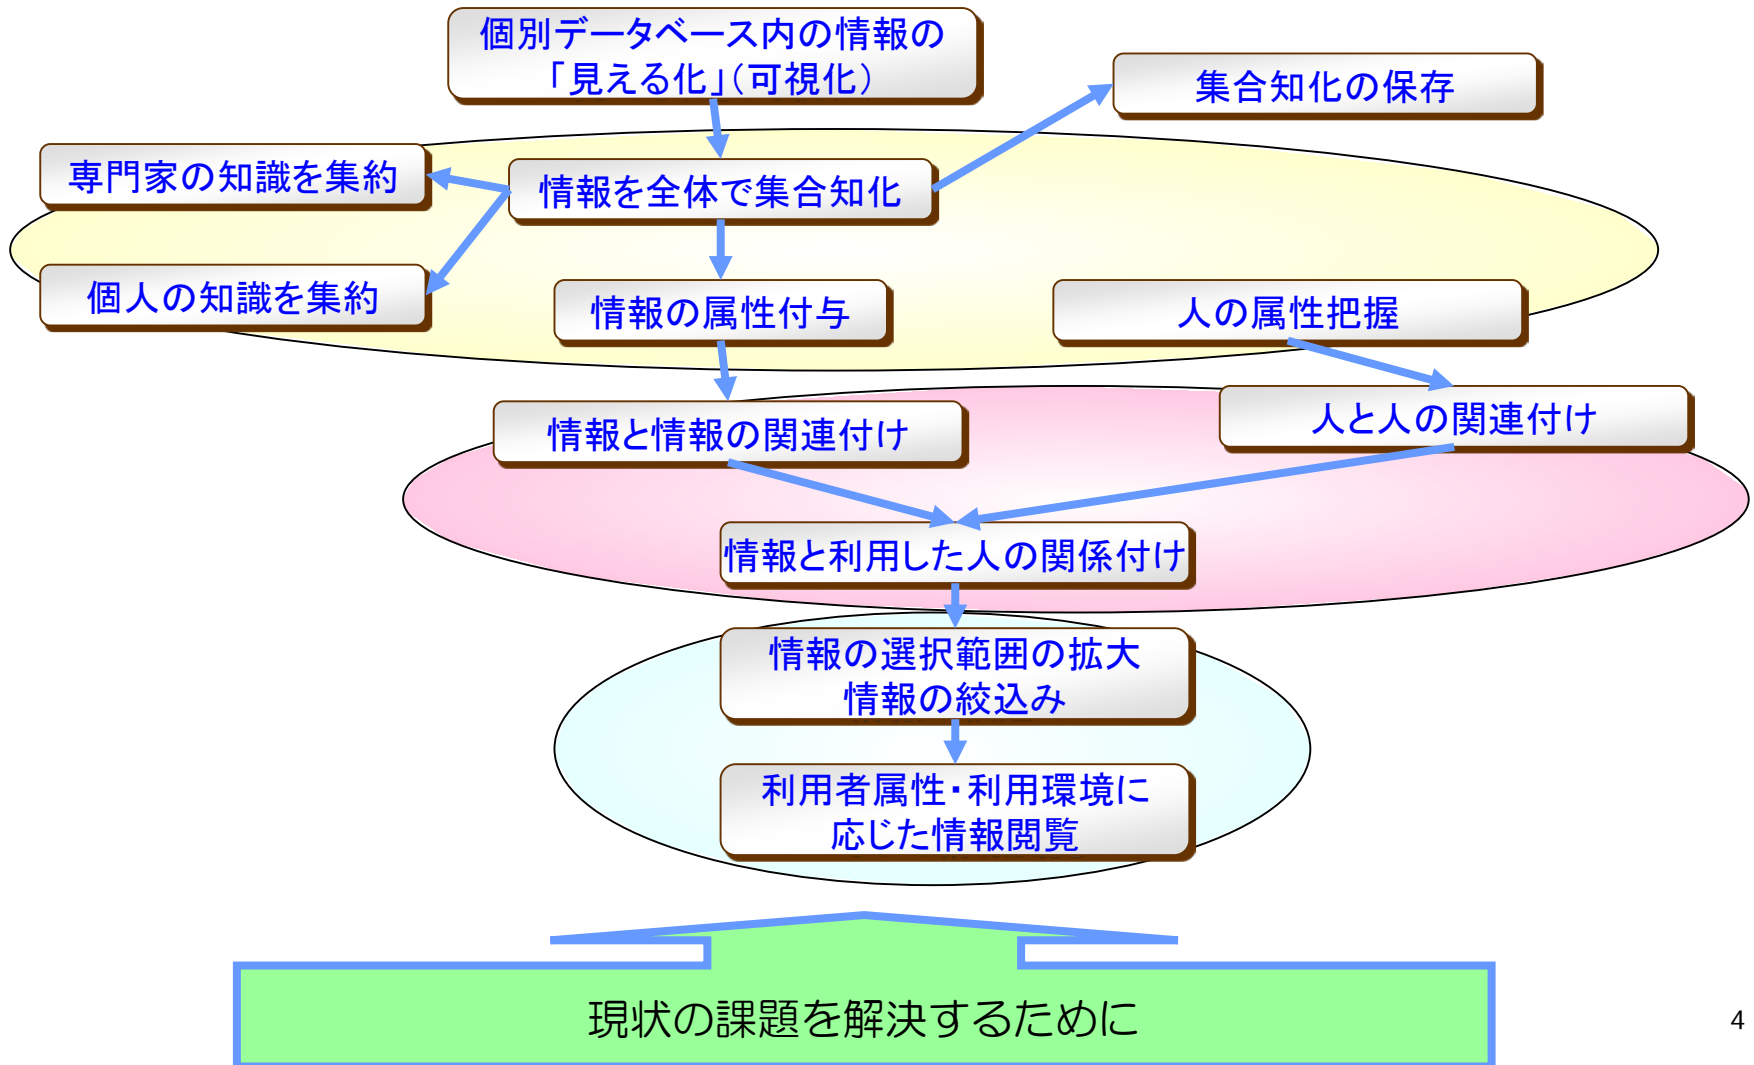 個別データベース内の情報の
「見える化」（可視化）
集合知化の保存
専門家の知識を集約
情報を全体で集合知化
個人の知識を集約
情報の属性付与
人の属性把握
情報と情報の関連付け
人と人の関連付け
情報と利用した人の関係付け
情報の選択範囲の拡大
情報の絞込み
利用者属性・利用環境に
応じた情報閲覧
現状の課題を解決するために
4